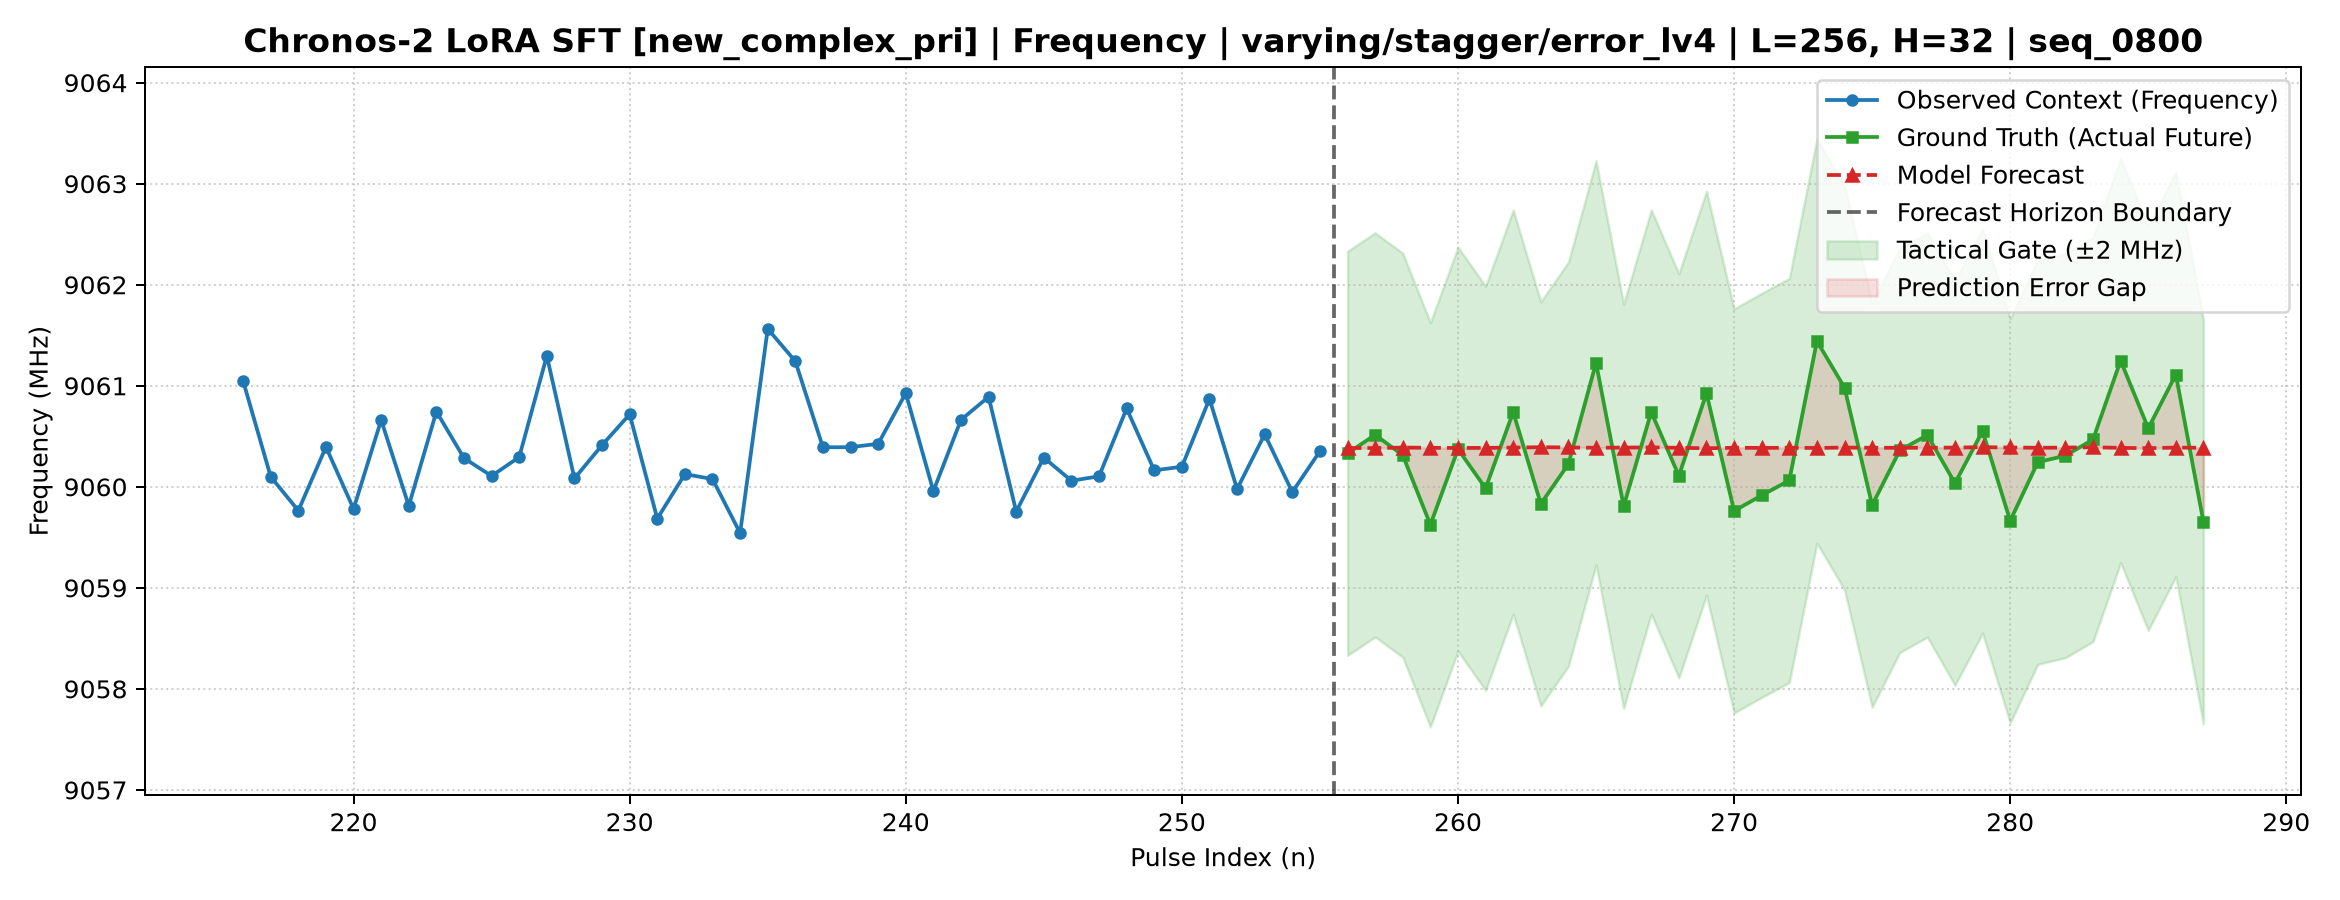 Chronos-2 LoRA SFT [new_complex_pri] | Frequency | varying/stagger/error_lv4 | L=256, H=32 | seq_0800
Frequency (MHz)
9064
9063
9062
9061
9060
9059
9058
9057
Observed Context (Frequency)
Ground Truth (Actual Future)
Model Forecast
Forecast Horizon Boundary
Tactical Gate (±2 MHz)
Prediction Error Gap
220
230
240
250
260
270
280
290
Pulse Index (n)